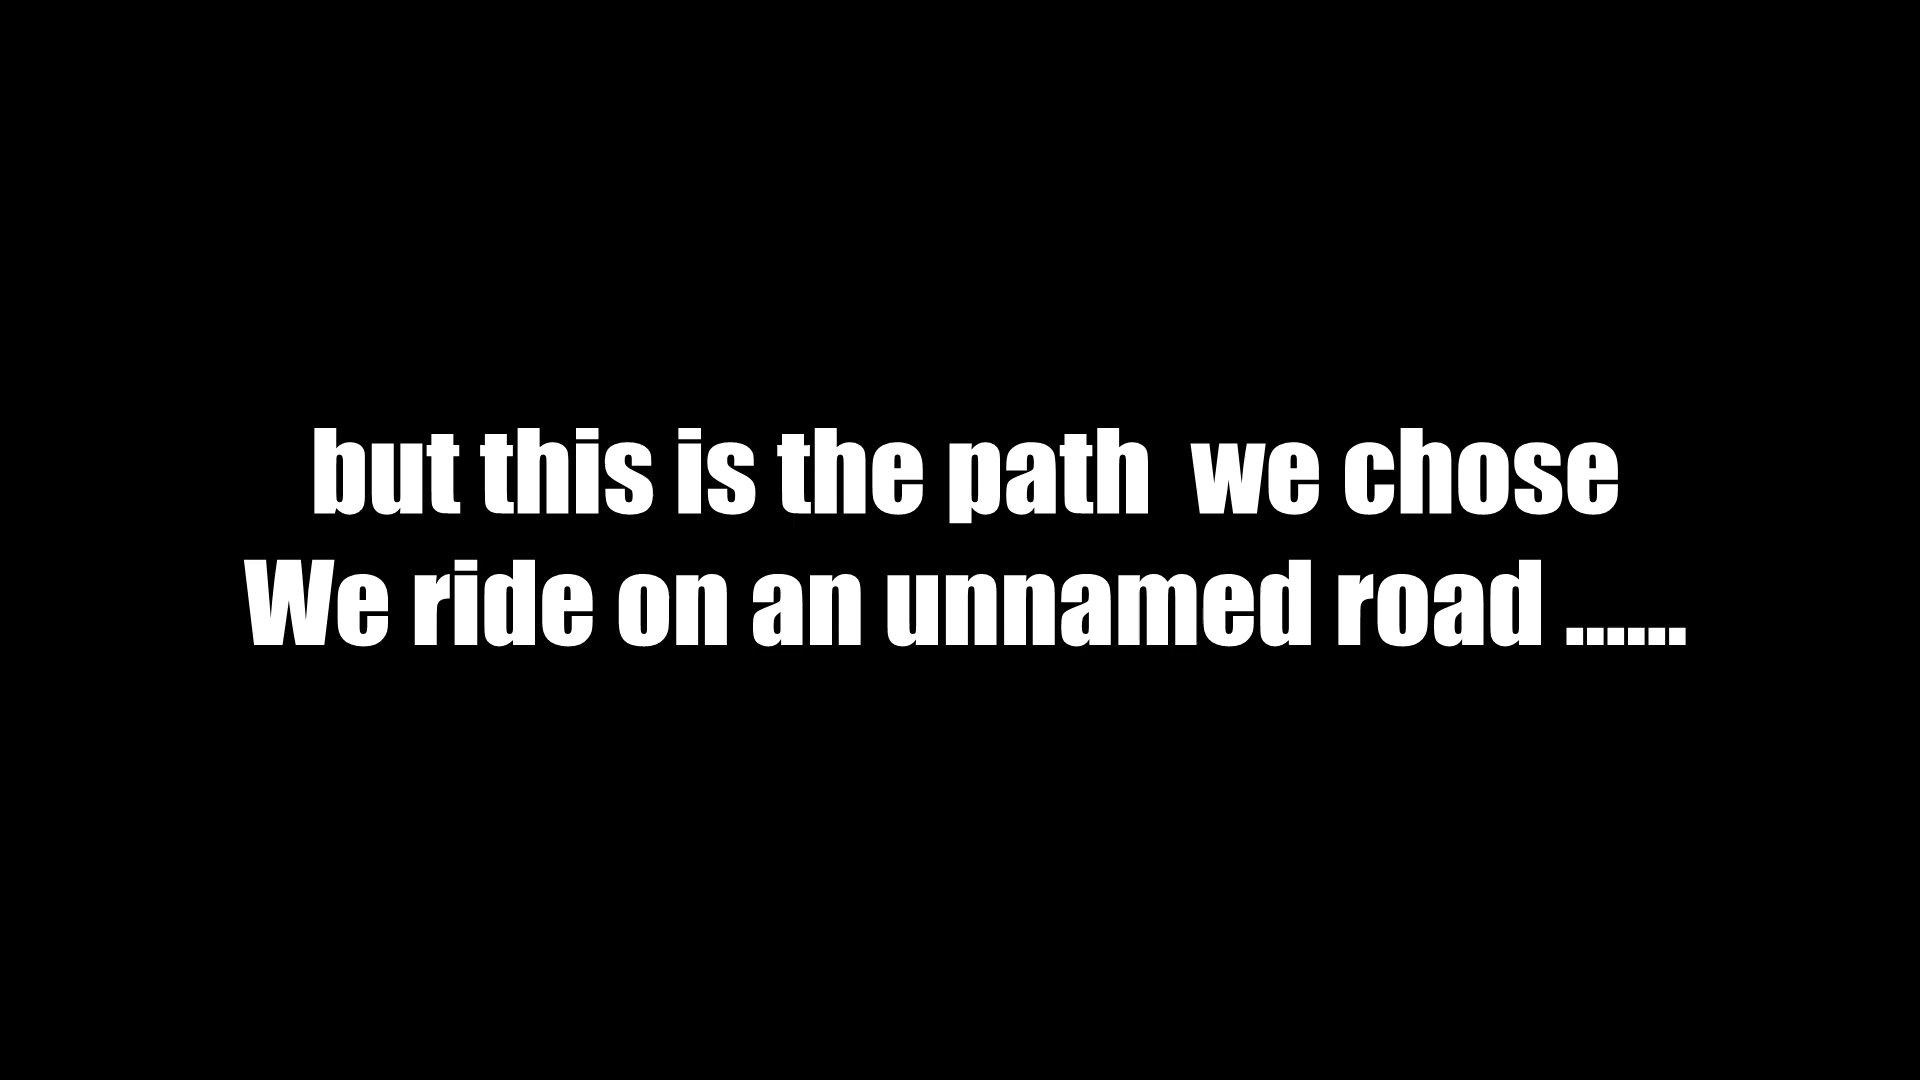 but this is the path  we chose
We ride on an unnamed road ......